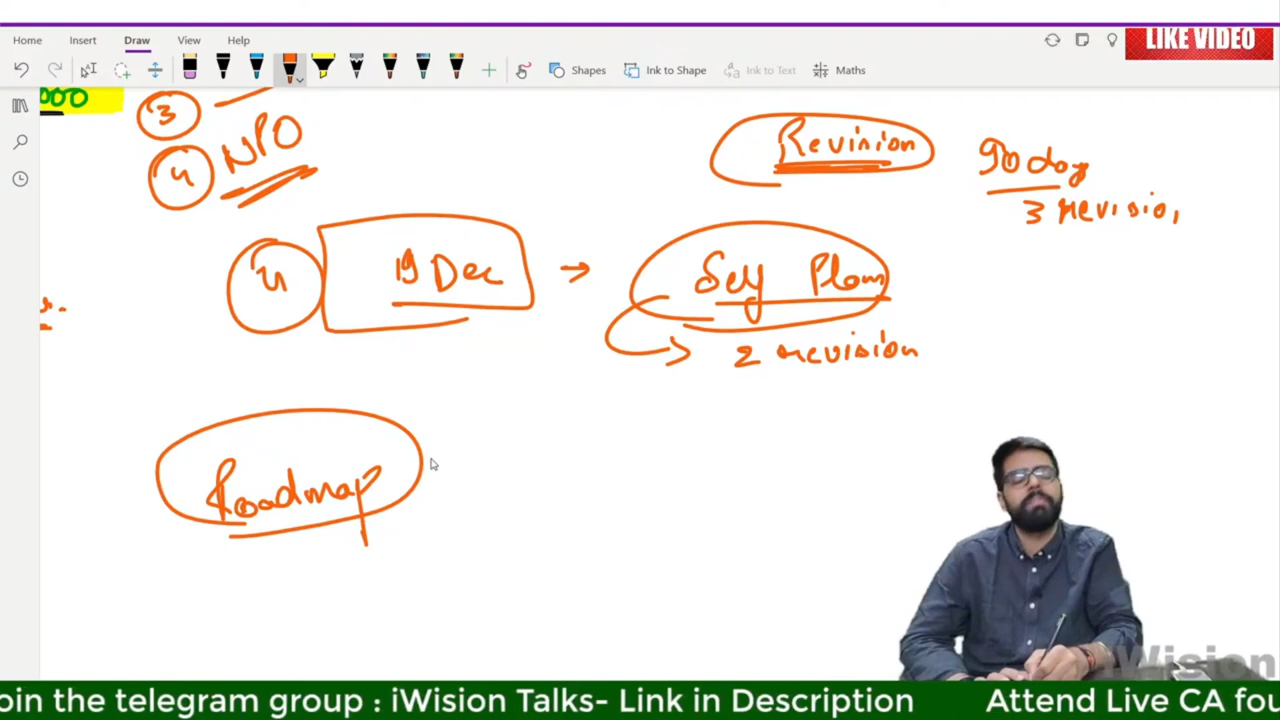 Home Insert Draw View Help
LIKE VIDEO
Shapes Ink to Shape Ink to Text Maths
000
3
4 NPO
Revision
90 days
3 revision
4 19 Dec → Self Plan
2 revision
Roadmap
iWision
oin the telegram group : iWision Talks- Link in Description Attend Live CA fou